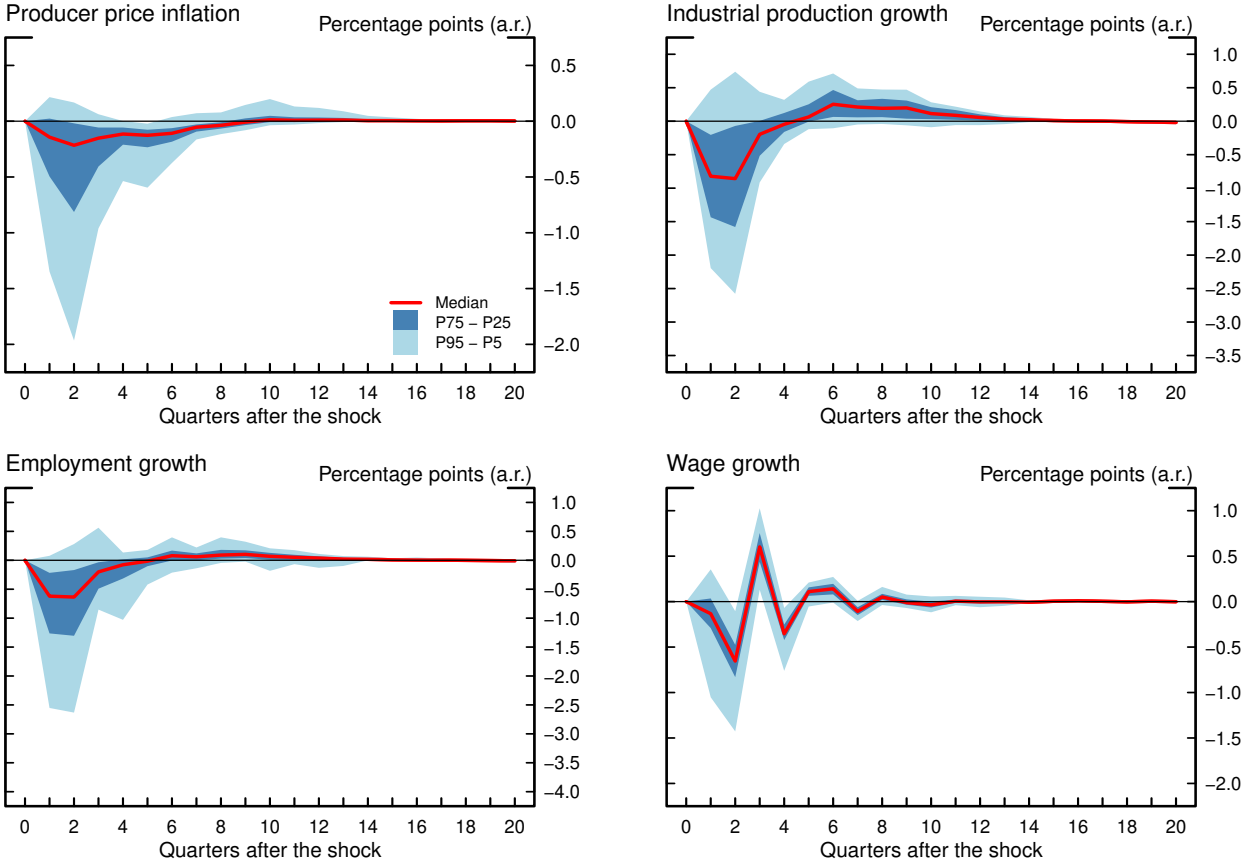 Producer price inflation
Percentage points (a.r.)
0.5
0.0
−0.5
−1.0
−1.5
−2.0
Median
P75 − P25
P95 − P5
0 2 4 6 8 10 12 14 16 18 20
Quarters after the shock
Industrial production growth
Percentage points (a.r.)
1.0
0.5
0.0
−0.5
−1.0
−1.5
−2.0
−2.5
−3.0
−3.5
0 2 4 6 8 10 12 14 16 18 20
Quarters after the shock
Employment growth
Percentage points (a.r.)
1.0
0.5
0.0
−0.5
−1.0
−1.5
−2.0
−2.5
−3.0
−3.5
−4.0
0 2 4 6 8 10 12 14 16 18 20
Quarters after the shock
Wage growth
Percentage points (a.r.)
1.0
0.5
0.0
−0.5
−1.0
−1.5
−2.0
0 2 4 6 8 10 12 14 16 18 20
Quarters after the shock